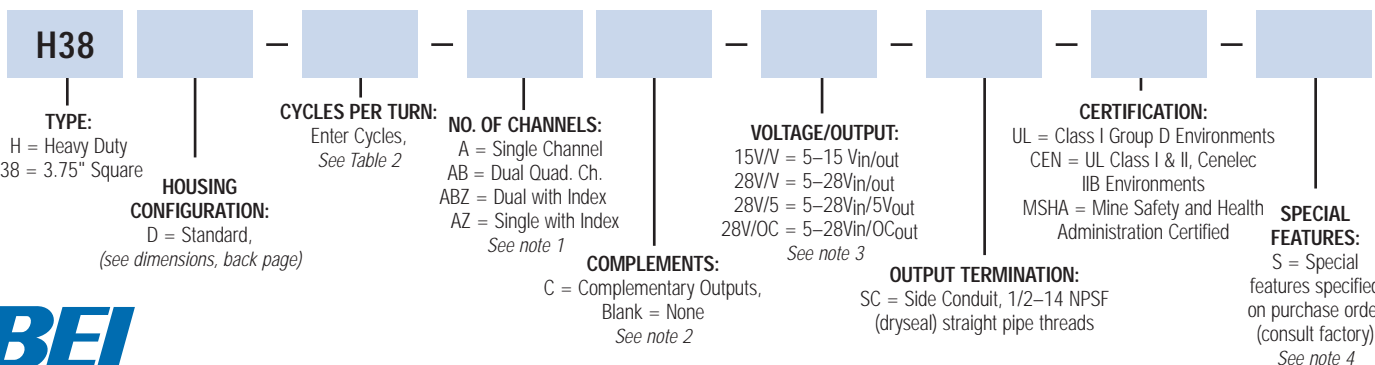 H38 – – – – – –
TYPE:
H = Heavy Duty
38 = 3.75" Square
HOUSING
CONFIGURATION:
D = Standard,
(see dimensions, back page)
CYCLES PER TURN:
Enter Cycles,
See Table 2
NO. OF CHANNELS:
A = Single Channel
AB = Dual Quad. Ch.
ABZ = Dual with Index
AZ = Single with Index
See note 1
COMPLEMENTS:
C = Complementary Outputs,
Blank = None
See note 2
VOLTAGE/OUTPUT:
15V/V = 5–15 Vin/out
28V/V = 5–28Vin/out
28V/5 = 5–28Vin/5Vout
28V/OC = 5–28Vin/OCout
See note 3
OUTPUT TERMINATION:
SC = Side Conduit, 1/2–14 NPSF
(dryseal) straight pipe threads
CERTIFICATION:
UL = Class I Group D Environments
CEN = UL Class I & II, Cenelec
IIB Environments
MSHA = Mine Safety and Health
Administration Certified
SPECIAL
FEATURES:
S = Special
features specified
on purchase orde
(consult factory)
See note 4
BEI